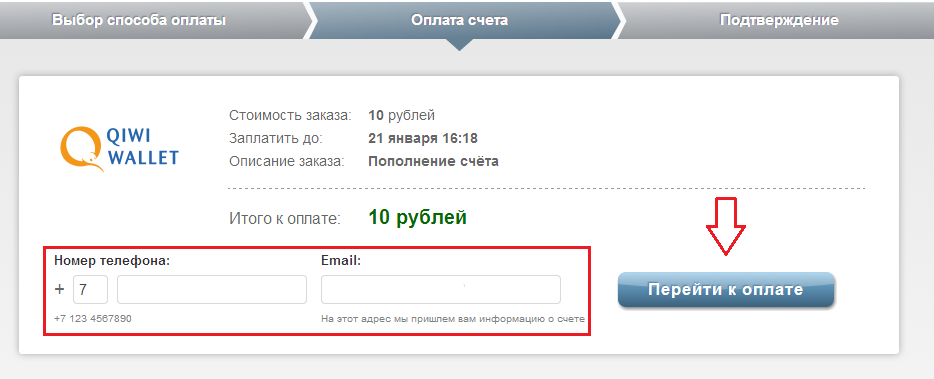 Выбор способа оплаты
Оплата счета
Подтверждение
QIWI
WALLET
Стоимость заказа: 10 рублей
Заплатить до: 21 января 16:18
Описание заказа: Пополнение счёта
Итого к оплате: 10 рублей
Номер телефона: Email:
+ 7
Перейти к оплате
+7 123 4567890 На этот адрес мы пришлем вам информацию о счете